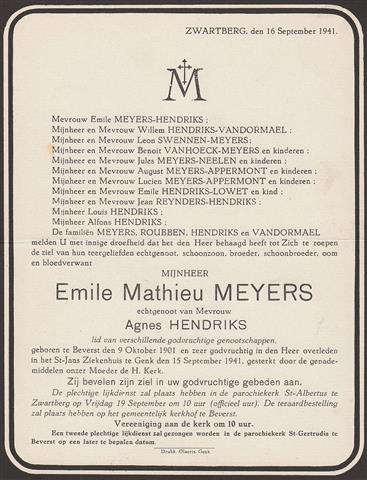 ZWARTBERG, den 16 September 1941.
M
Mevrouw Emile MEYERS-HENDRIKS ;
Mijnheer en Mevrouw Willem HENDRIKS-VANDORMAEL ;
Mijnheer en Mevrouw Leon SWENNEN-MEYERS ;
Mijnheer en Mevrouw Benoit VANHOECK-MEYERS en kinderen ;
Mijnheer en Mevrouw Jules MEYERS-NEELEN en kinderen ;
Mijnheer en Mevrouw August MEYERS-APPERMONT en kinderen ;
Mijnheer en Mevrouw Lucien MEYERS-APPERMONT en kinderen ;
Mijnheer en Mevrouw Emile HENDRIKS-LOWET en kind ;
Mijnheer en Mevrouw Jean REYNDERS-HENDRIKS ;
Mijnheer Louis HENDRIKS ;
Mijnheer Alfons HENDRIKS ;
De familiën MEYERS, ROUBBEN, HENDRIKS en VANDORMAEL
melden U met innige droefheid dat het den Heer behaagd heeft tot Zich te roepen
de ziel van hun teergeliefden echtgenoot, schoonzoon, broeder, schoonbroeder, oom
en bloedverwant
MIJNHEER
Emile Mathieu MEYERS
echtgenoot van Mevrouw
Agnes HENDRIKS
lid van verschillende godvruchtige genootschappen,
geboren te Beverst den 9 Oktober 1901 en zeer godvruchtig in den Heer overleden
in het St-Jans Ziekenhuis te Genk den 15 September 1941, gesterkt door de genade-
middelen onzer Moeder de H. Kerk.
Zij bevelen zijn ziel in uw godvruchtige gebeden aan.
De plechtige lijkdienst zal plaats hebben in de parochiekerk St-Albertus te
Zwartberg op Vrijdag 19 September om 10 uur (officieel uur). De teraardbestelling
zal plaats hebben op het gemeentelijk kerkhof te Beverst.
Vereeniging aan de kerk om 10 uur.
Een tweede plechtige lijkdienst zal gezongen worden in de parochiekerk St-Gertrudis te
Beverst op een later te bepalen datum.
Drukk. Olaerts. Genk